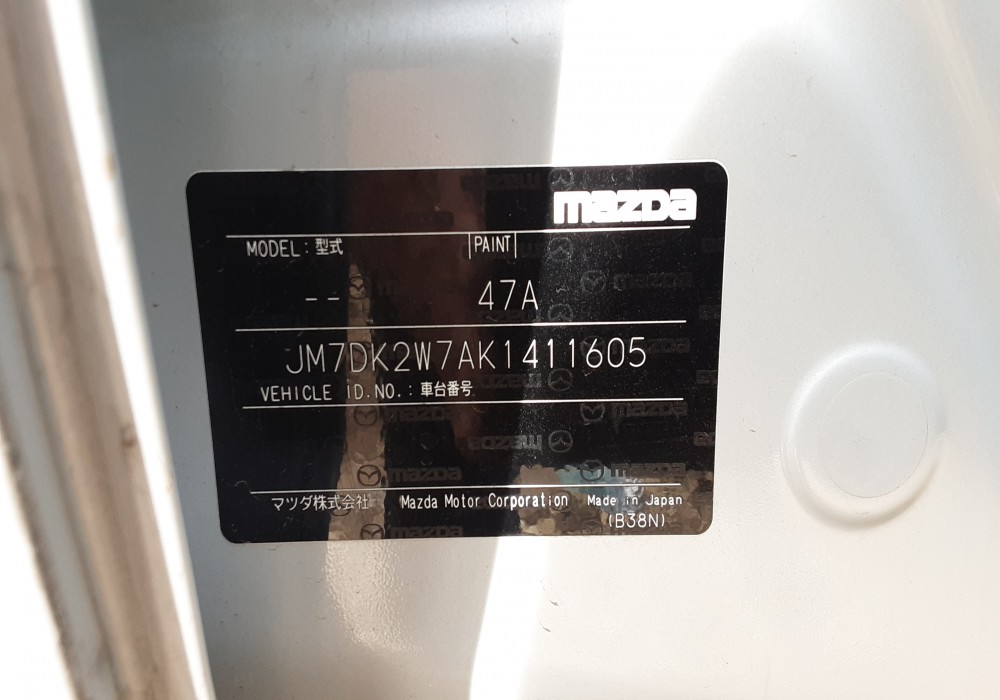 mazda
MODEL：型式 PAINT
-- 47A
JM7DK2W7AK1411605
VEHICLE ID.NO.：車台番号
マツダ株式会社 Mazda Motor Corporation Made in Japan
(B38N)